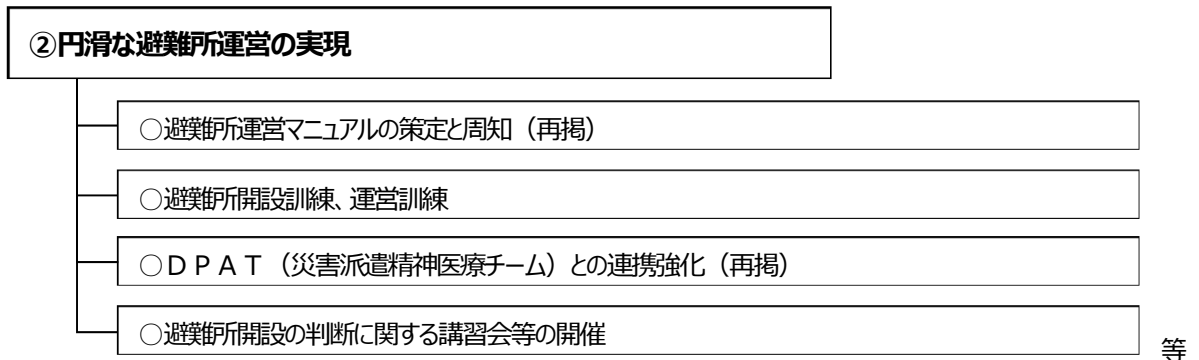 ②円滑な避難所運営の実現
○避難所運営マニュアルの策定と周知（再掲）
○避難所開設訓練、運営訓練
○ＤＰＡＴ（災害派遣精神医療チーム）との連携強化（再掲）
○避難所開設の判断に関する講習会等の開催
等